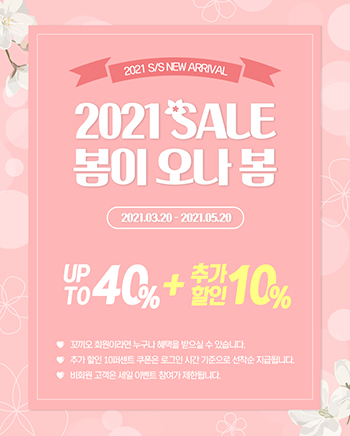 2021 S/S NEW ARRIVAL
2021 SALE
봄이 오나 봄
2021.03.20 - 2021.05.20
UP TO 40% + 추가 할인 10%
꼬끼오 회원이라면 누구나 혜택을 받으실 수 있습니다.
추가 할인 10퍼센트 쿠폰은 로그인 시간 기준으로 선착순 지급됩니다.
비회원 고객은 세일 이벤트 참여가 제한됩니다.